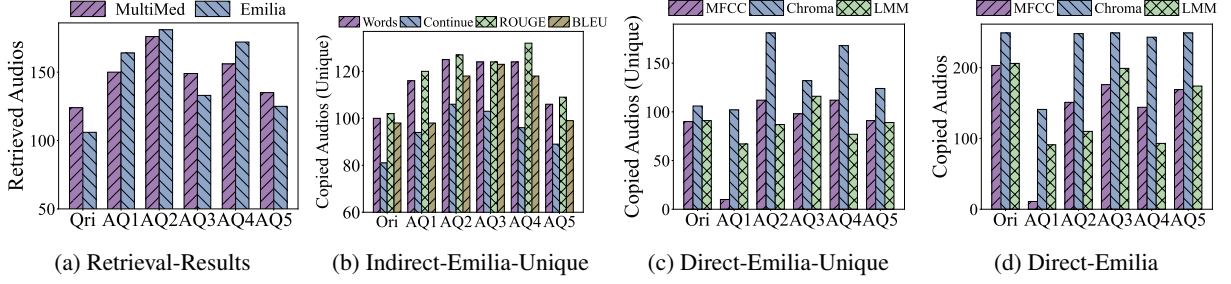 MultiMed Emilia
Retrieved Audios
150
100
50
Qri AQ1 AQ2 AQ3 AQ4 AQ5
(a) Retrieval-Results
Words Continue ROUGE BLEU
Copied Audios (Unique)
120
100
80
60
Ori AQ1 AQ2 AQ3 AQ4 AQ5
(b) Indirect-Emilia-Unique
MFCC Chroma LMM
Copied Audios (Unique)
150
100
50
0
Ori AQ1 AQ2 AQ3 AQ4 AQ5
(c) Direct-Emilia-Unique
MFCC Chroma LMM
Copied Audios
200
100
0
Ori AQ1 AQ2 AQ3 AQ4 AQ5
(d) Direct-Emilia